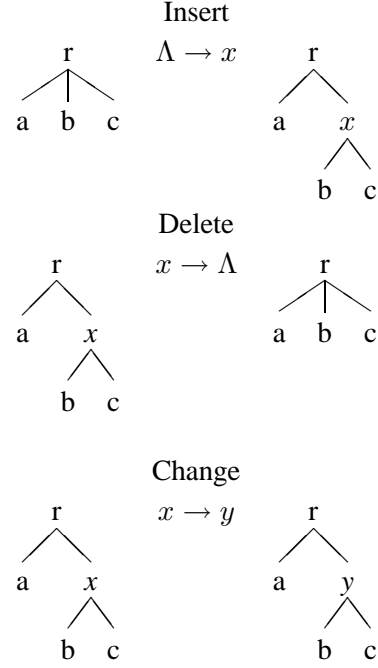 Insert
r Λ → x r
a b c a x
b c
Delete
r x → Λ r
a x a b c
b c
Change
r x → y r
a x a y
b c b c